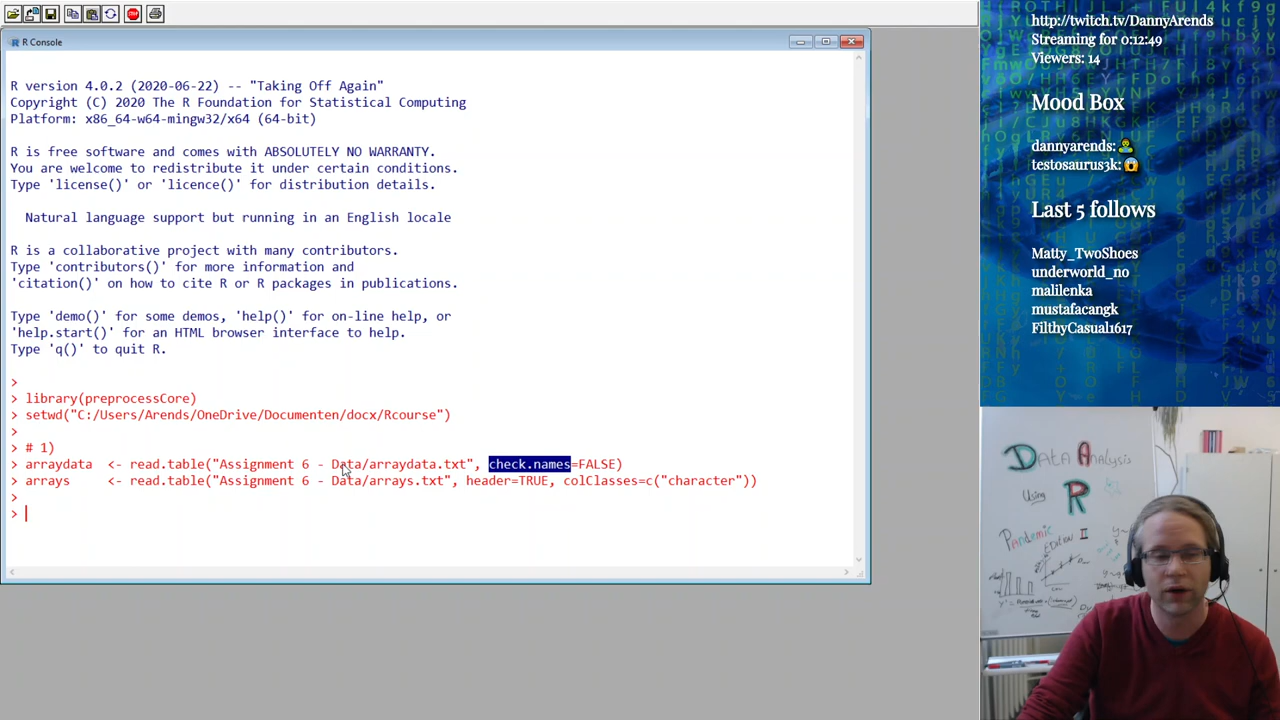 R Console
R version 4.0.2 (2020-06-22) -- "Taking Off Again"
Copyright (C) 2020 The R Foundation for Statistical Computing
Platform: x86_64-w64-mingw32/x64 (64-bit)
R is free software and comes with ABSOLUTELY NO WARRANTY.
You are welcome to redistribute it under certain conditions.
Type 'license()' or 'licence()' for distribution details.
Natural language support but running in an English locale
R is a collaborative project with many contributors.
Type 'contributors()' for more information and
'citation()' on how to cite R or R packages in publications.
Type 'demo()' for some demos, 'help()' for on-line help, or
'help.start()' for an HTML browser interface to help.
Type 'q()' to quit R.
>
> library(preprocessCore)
> setwd("C:/Users/Arends/OneDrive/Documenten/docx/Rcourse")
>
> # 1)
> arraydata <- read.table("Assignment 6 - Data/arraydata.txt", check.names=FALSE)
> arrays <- read.table("Assignment 6 - Data/arrays.txt", header=TRUE, colClasses=c("character"))
>
>
http://twitch.tv/DannyArends
Streaming for 0:12:49
Viewers: 14
Mood Box
dannyarends:
testosaurus3k:
Last 5 follows
Matty_TwoShoes
underworld_no
malilenka
mustafacangk
FilthyCasual1617
Data Analysis
Using
R
Pandemic
Edition II